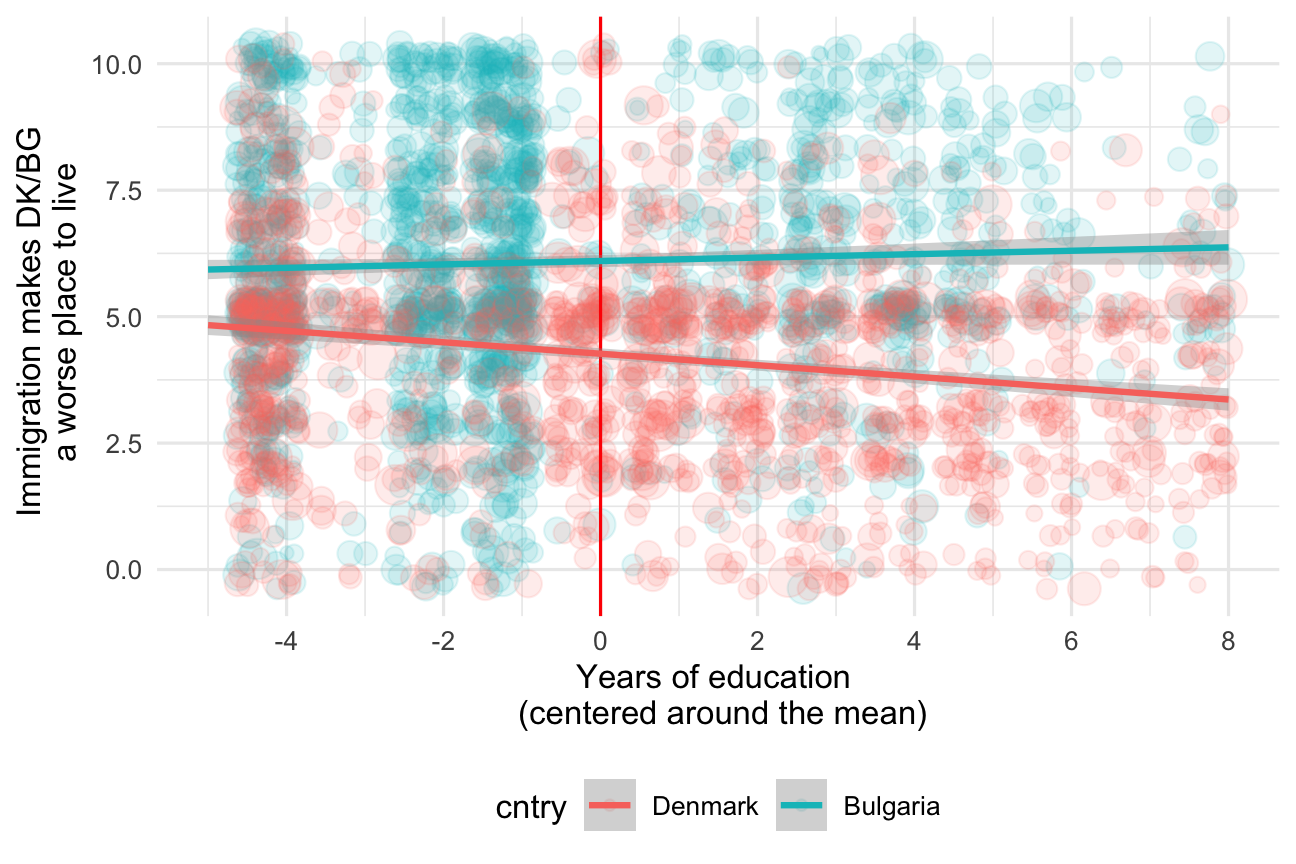 Immigration makes DK/BG
a worse place to live
10.0
7.5
5.0
2.5
0.0
-4 -2 0 2 4 6 8
Years of education
(centered around the mean)
cntry Denmark Bulgaria